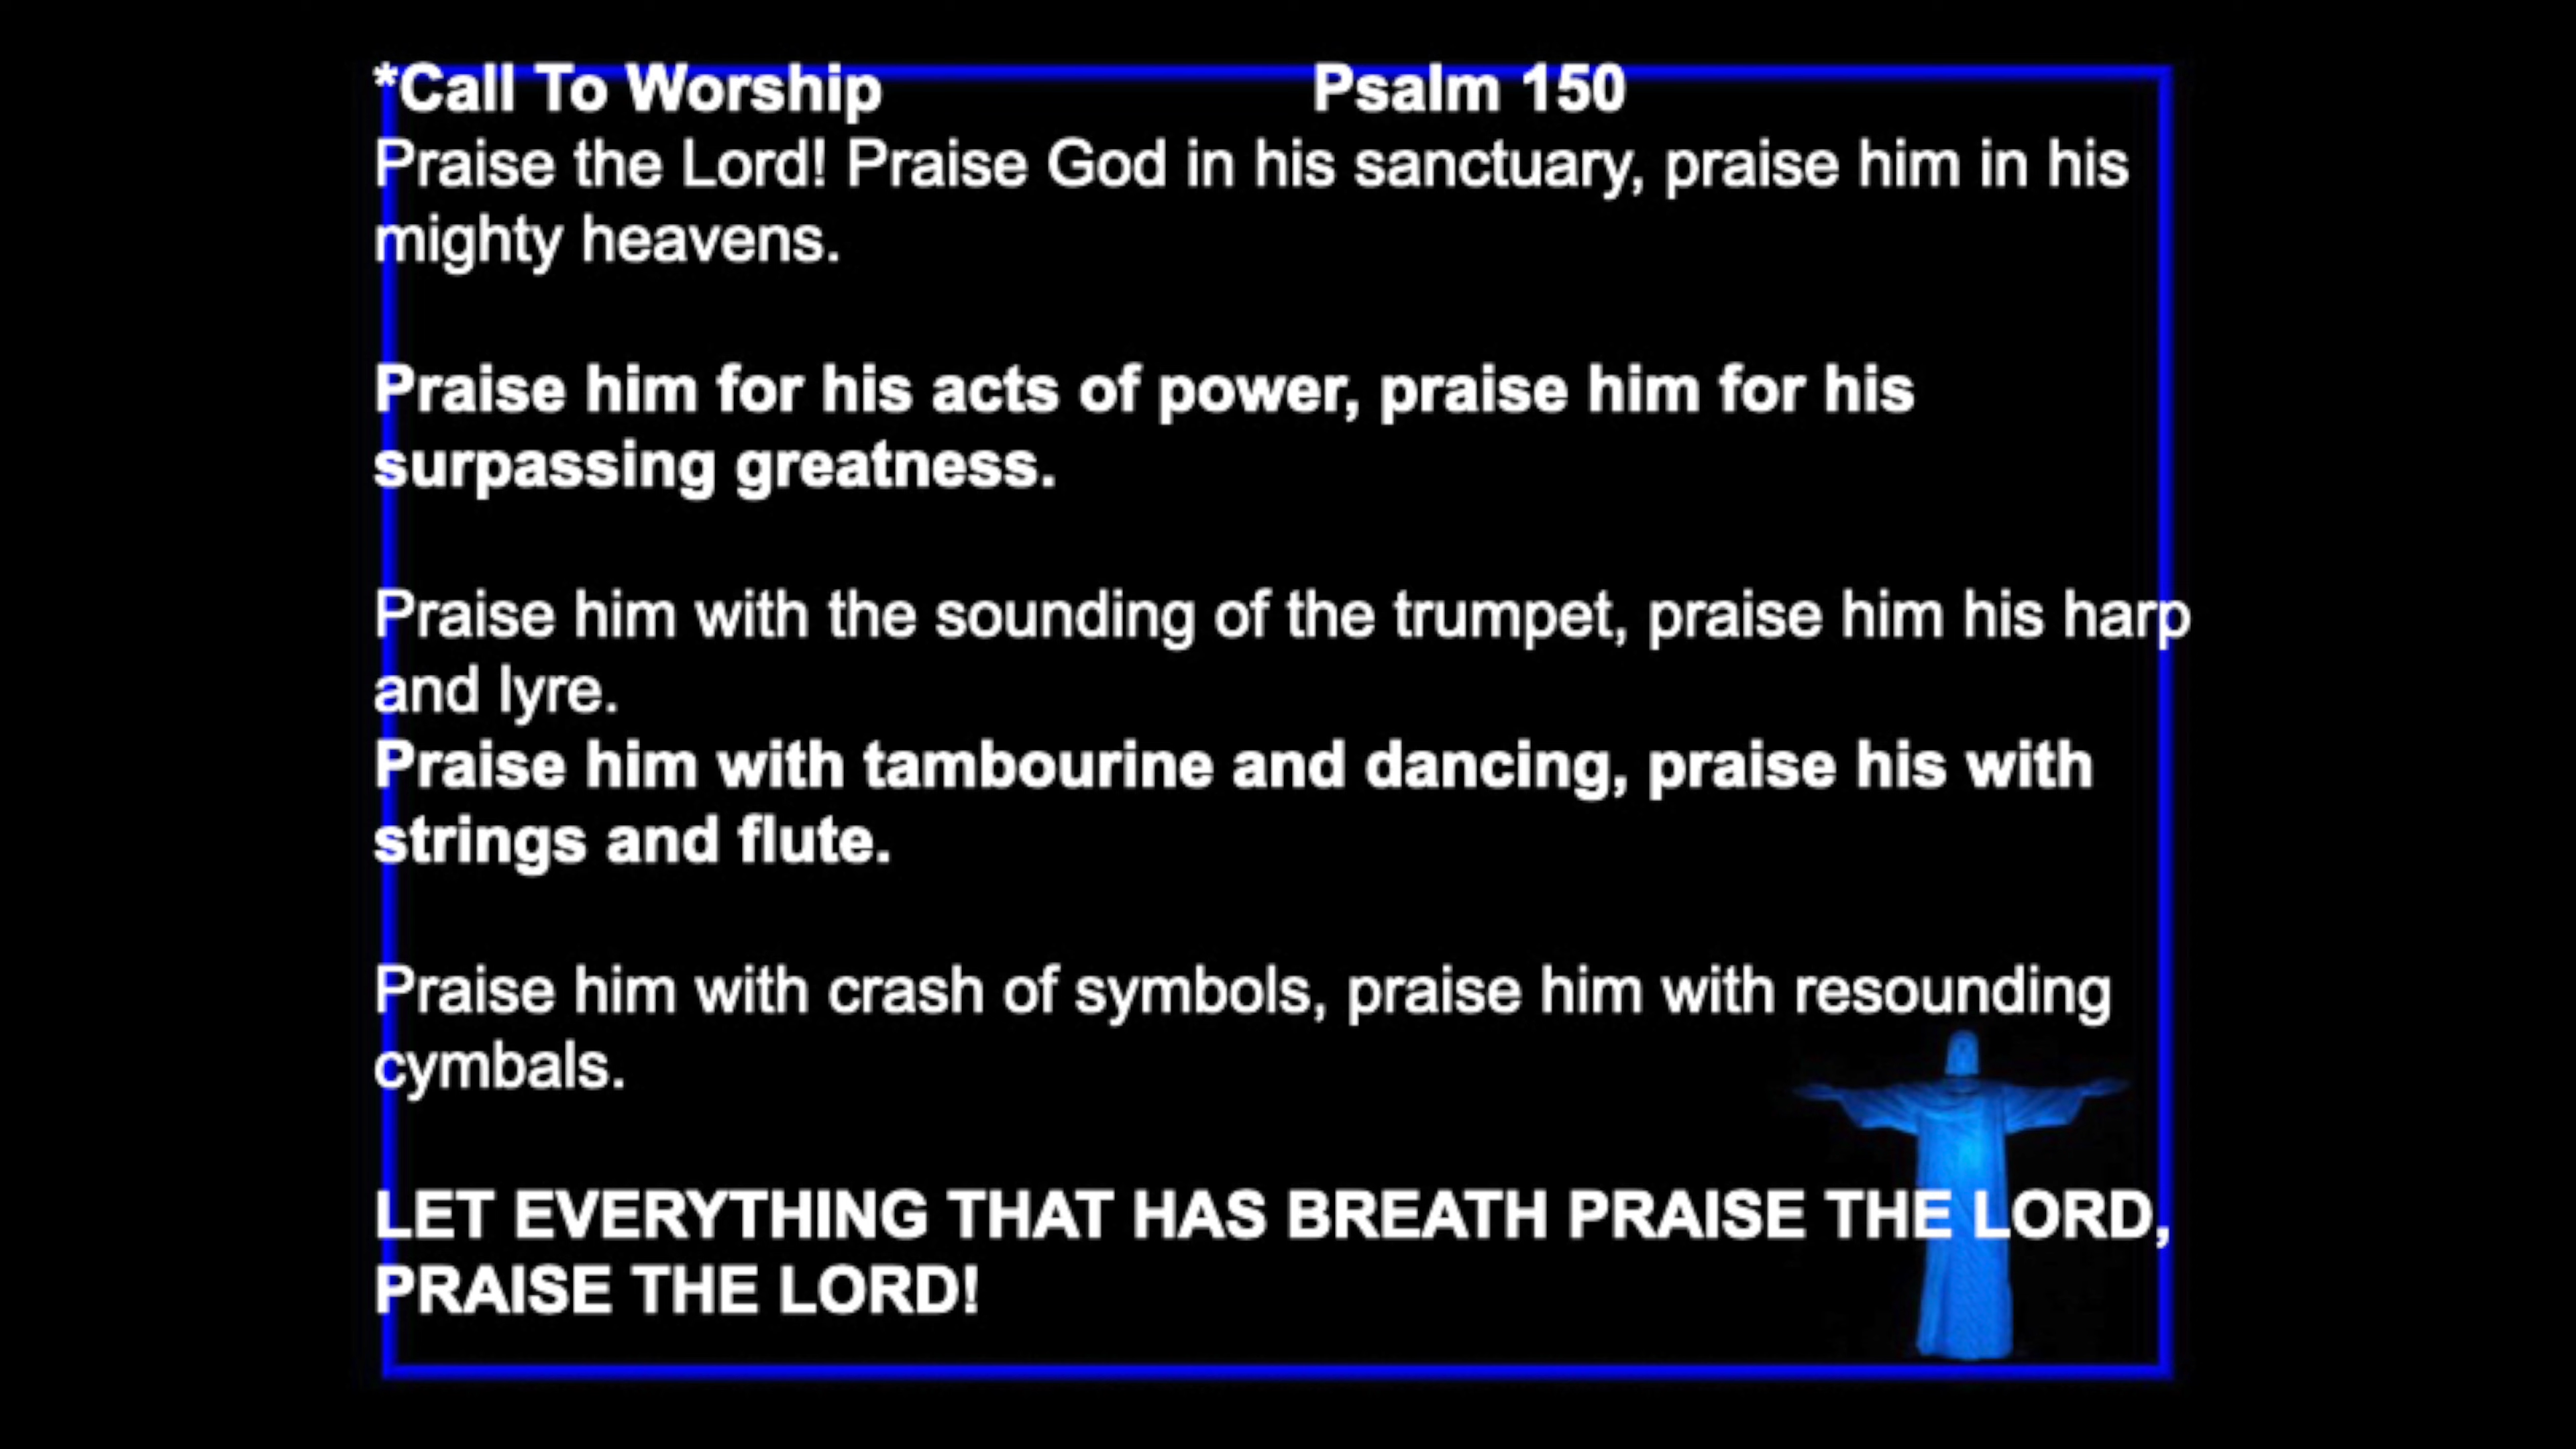 *Call To Worship Psalm 150
Praise the Lord! Praise God in his sanctuary, praise him in his
mighty heavens.
Praise him for his acts of power, praise him for his
surpassing greatness.
Praise him with the sounding of the trumpet, praise him his harp
and lyre.
Praise him with tambourine and dancing, praise his with
strings and flute.
Praise him with crash of symbols, praise him with resounding
cymbals.
LET EVERYTHING THAT HAS BREATH PRAISE THE LORD,
PRAISE THE LORD!